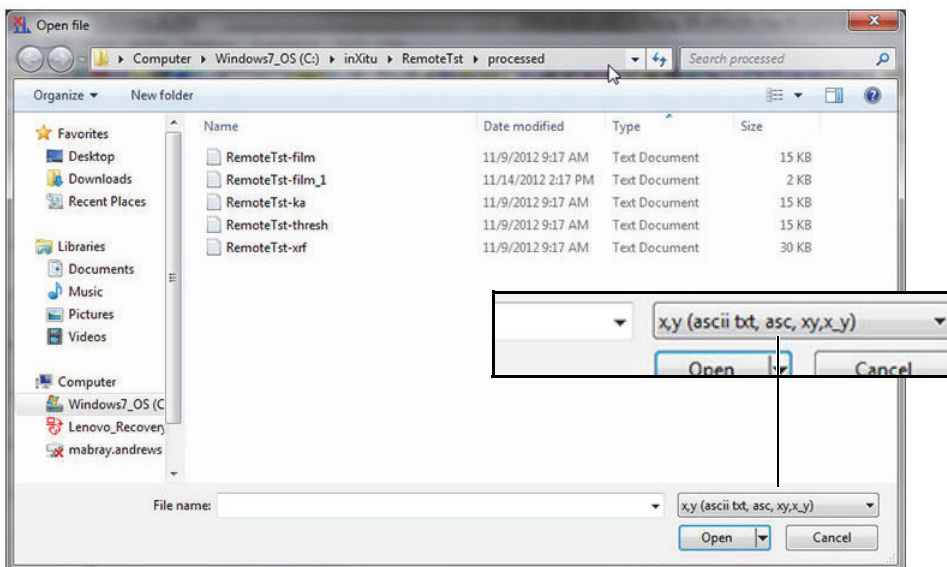 Open file
Computer Windows7_OS (C:) inXitu RemoteTst processed Search processed
Organize New folder
Favorites
Desktop
Downloads
Recent Places
Libraries
Documents
Music
Pictures
Videos
Computer
Windows7_OS (C
Lenovo_Recovery
mabray.andrews
Name Date modified Type Size
RemoteTst-film 11/9/2012 9:17 AM Text Document 15 KB
RemoteTst-film_1 11/14/2012 2:17 PM Text Document 2 KB
RemoteTst-ka 11/9/2012 9:17 AM Text Document 15 KB
RemoteTst-thresh 11/9/2012 9:17 AM Text Document 15 KB
RemoteTst-xrf 11/9/2012 9:17 AM Text Document 30 KB
x,y (ascii txt, asc, xy,x_y)
Open Cancel
File name: x,y (ascii txt, asc, xy,x_y)
Open Cancel